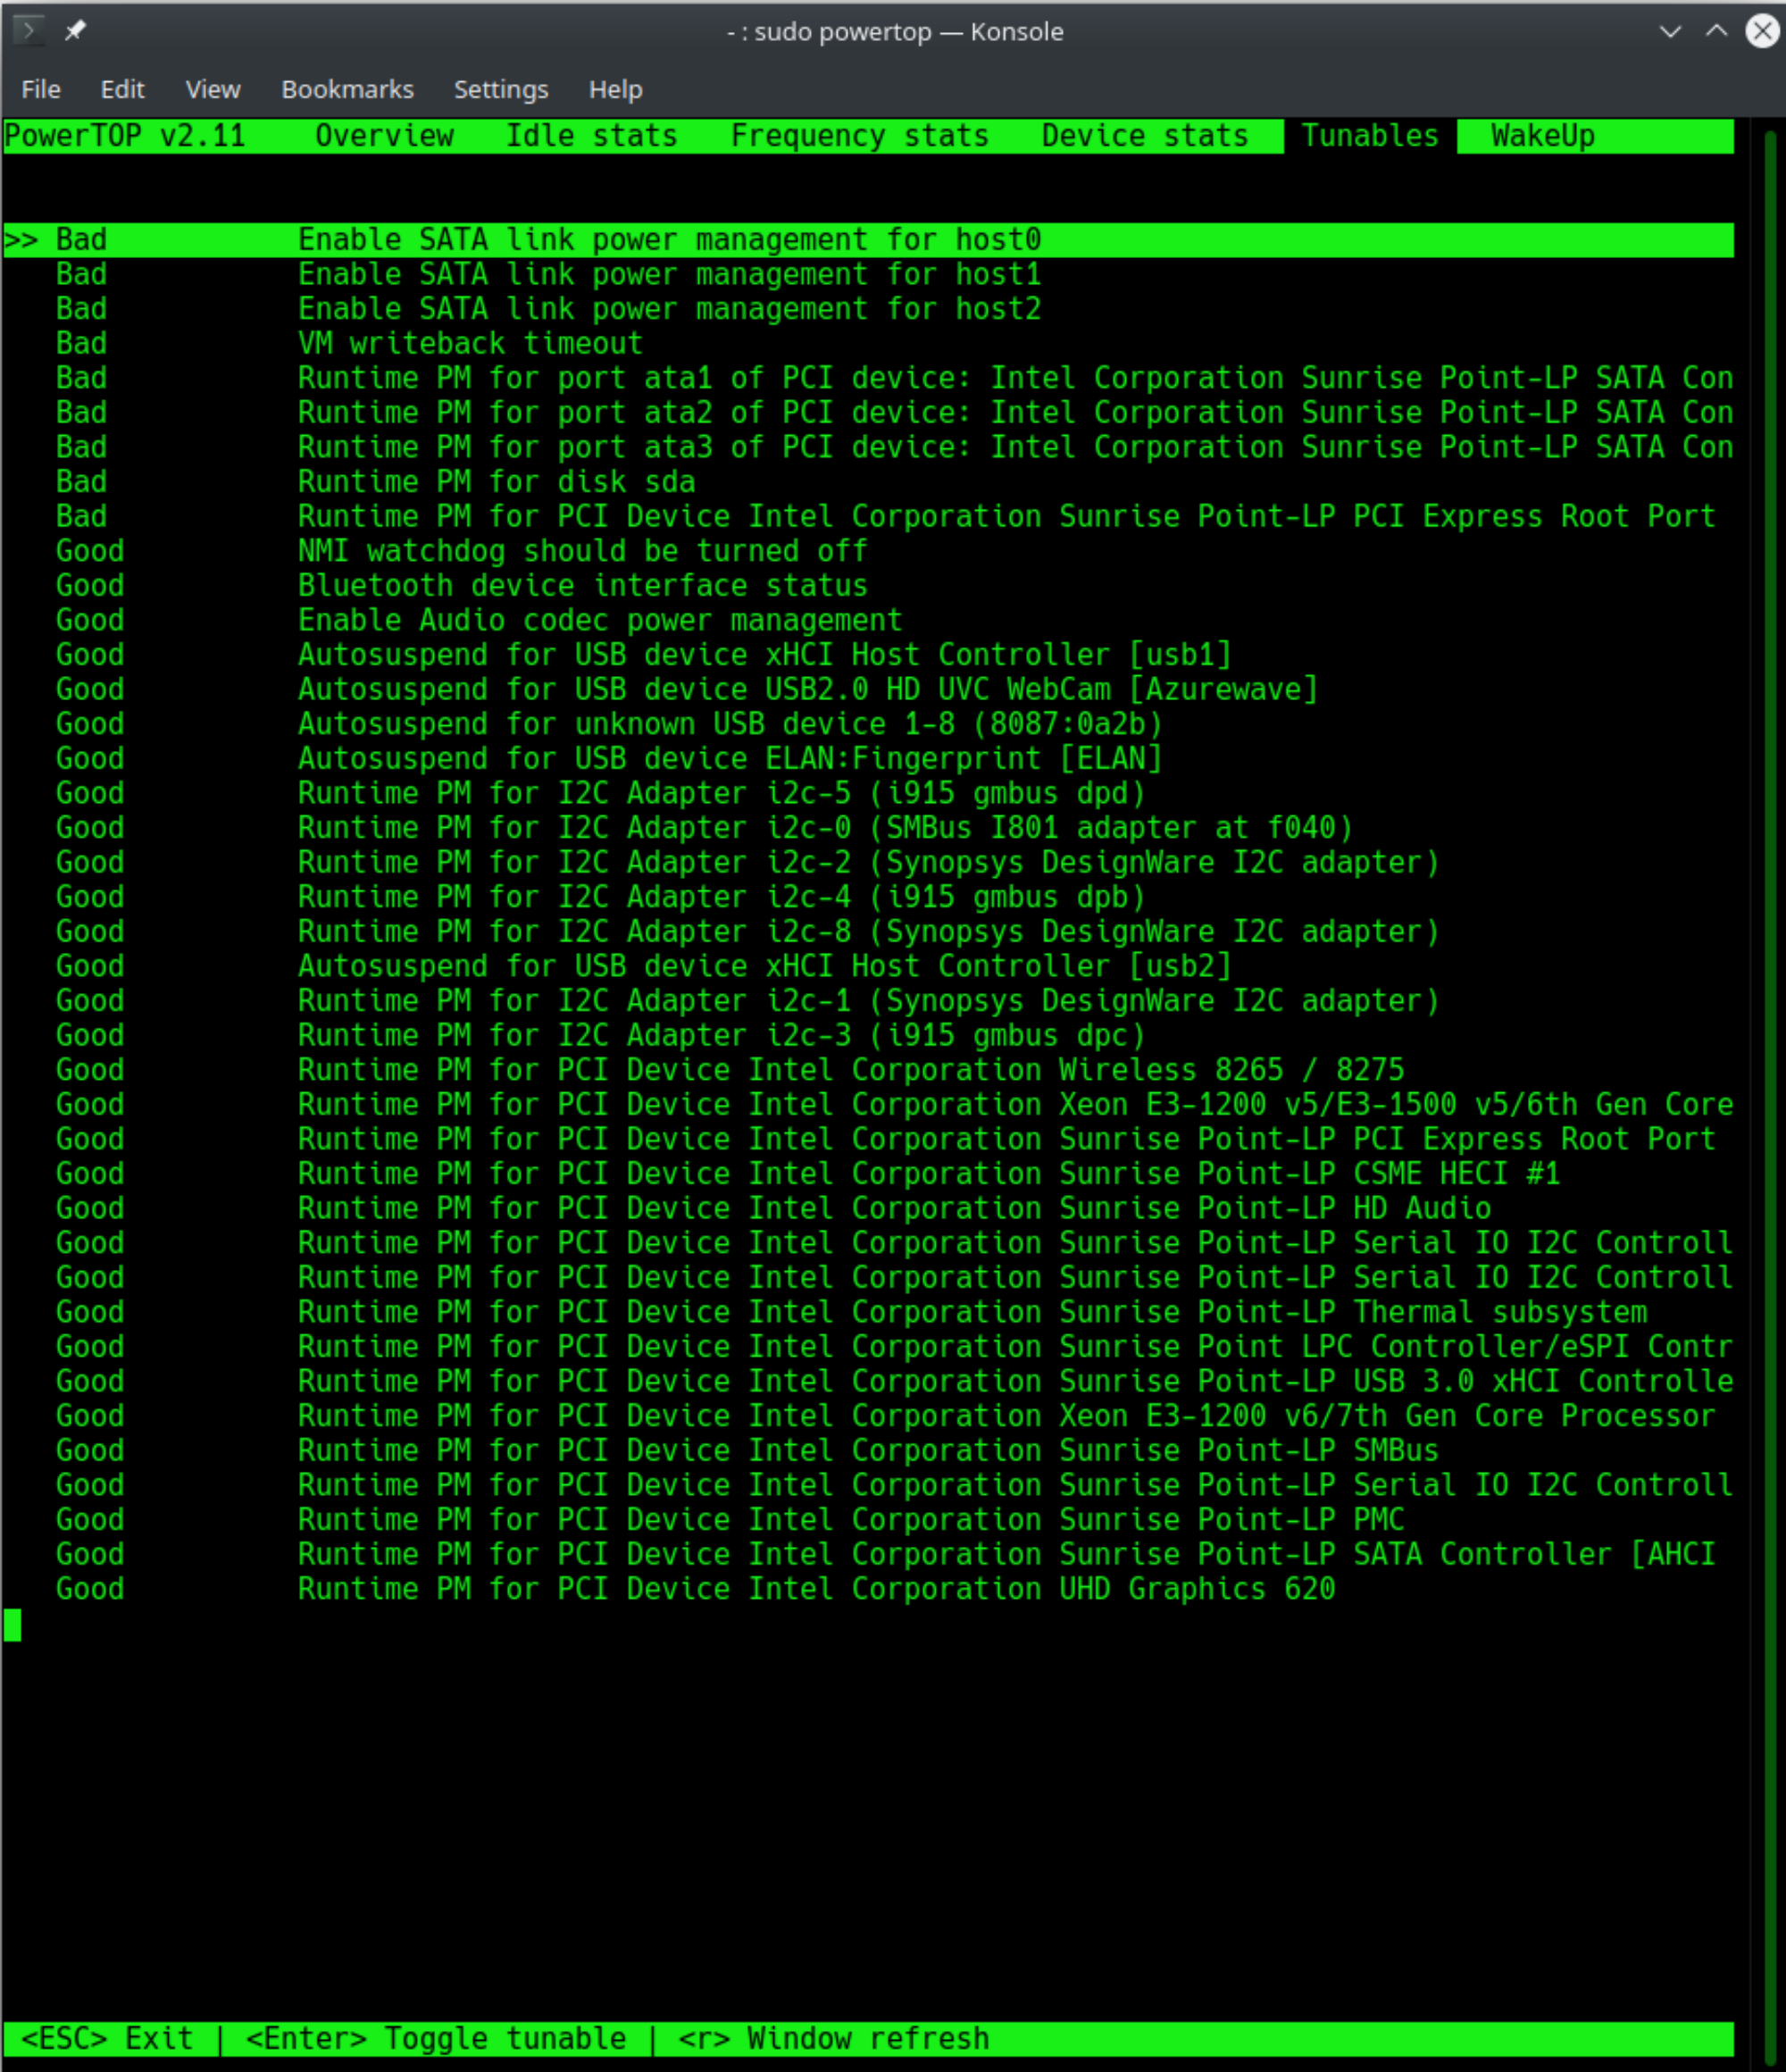 - : sudo powertop — Konsole
File Edit View Bookmarks Settings Help
PowerTOP v2.11 Overview Idle stats Frequency stats Device stats Tunables WakeUp
>> Bad Enable SATA link power management for host0
Bad Enable SATA link power management for host1
Bad Enable SATA link power management for host2
Bad VM writeback timeout
Bad Runtime PM for port ata1 of PCI device: Intel Corporation Sunrise Point-LP SATA Con
Bad Runtime PM for port ata2 of PCI device: Intel Corporation Sunrise Point-LP SATA Con
Bad Runtime PM for port ata3 of PCI device: Intel Corporation Sunrise Point-LP SATA Con
Bad Runtime PM for disk sda
Bad Runtime PM for PCI Device Intel Corporation Sunrise Point-LP PCI Express Root Port
Good NMI watchdog should be turned off
Good Bluetooth device interface status
Good Enable Audio codec power management
Good Autosuspend for USB device xHCI Host Controller [usb1]
Good Autosuspend for USB device USB2.0 HD UVC WebCam [Azurewave]
Good Autosuspend for unknown USB device 1-8 (8087:0a2b)
Good Autosuspend for USB device ELAN:Fingerprint [ELAN]
Good Runtime PM for I2C Adapter i2c-5 (i915 gmbus dpd)
Good Runtime PM for I2C Adapter i2c-0 (SMBus I801 adapter at f040)
Good Runtime PM for I2C Adapter i2c-2 (Synopsys DesignWare I2C adapter)
Good Runtime PM for I2C Adapter i2c-4 (i915 gmbus dpb)
Good Runtime PM for I2C Adapter i2c-8 (Synopsys DesignWare I2C adapter)
Good Autosuspend for USB device xHCI Host Controller [usb2]
Good Runtime PM for I2C Adapter i2c-1 (Synopsys DesignWare I2C adapter)
Good Runtime PM for I2C Adapter i2c-3 (i915 gmbus dpc)
Good Runtime PM for PCI Device Intel Corporation Wireless 8265 / 8275
Good Runtime PM for PCI Device Intel Corporation Xeon E3-1200 v5/E3-1500 v5/6th Gen Core
Good Runtime PM for PCI Device Intel Corporation Sunrise Point-LP PCI Express Root Port
Good Runtime PM for PCI Device Intel Corporation Sunrise Point-LP CSME HECI #1
Good Runtime PM for PCI Device Intel Corporation Sunrise Point-LP HD Audio
Good Runtime PM for PCI Device Intel Corporation Sunrise Point-LP Serial IO I2C Controll
Good Runtime PM for PCI Device Intel Corporation Sunrise Point-LP Serial IO I2C Controll
Good Runtime PM for PCI Device Intel Corporation Sunrise Point-LP Thermal subsystem
Good Runtime PM for PCI Device Intel Corporation Sunrise Point LPC Controller/eSPI Contr
Good Runtime PM for PCI Device Intel Corporation Sunrise Point-LP USB 3.0 xHCI Controlle
Good Runtime PM for PCI Device Intel Corporation Xeon E3-1200 v6/7th Gen Core Processor
Good Runtime PM for PCI Device Intel Corporation Sunrise Point-LP SMBus
Good Runtime PM for PCI Device Intel Corporation Sunrise Point-LP Serial IO I2C Controll
Good Runtime PM for PCI Device Intel Corporation Sunrise Point-LP PMC
Good Runtime PM for PCI Device Intel Corporation Sunrise Point-LP SATA Controller [AHCI
Good Runtime PM for PCI Device Intel Corporation UHD Graphics 620
<ESC> Exit | <Enter> Toggle tunable | <r> Window refresh